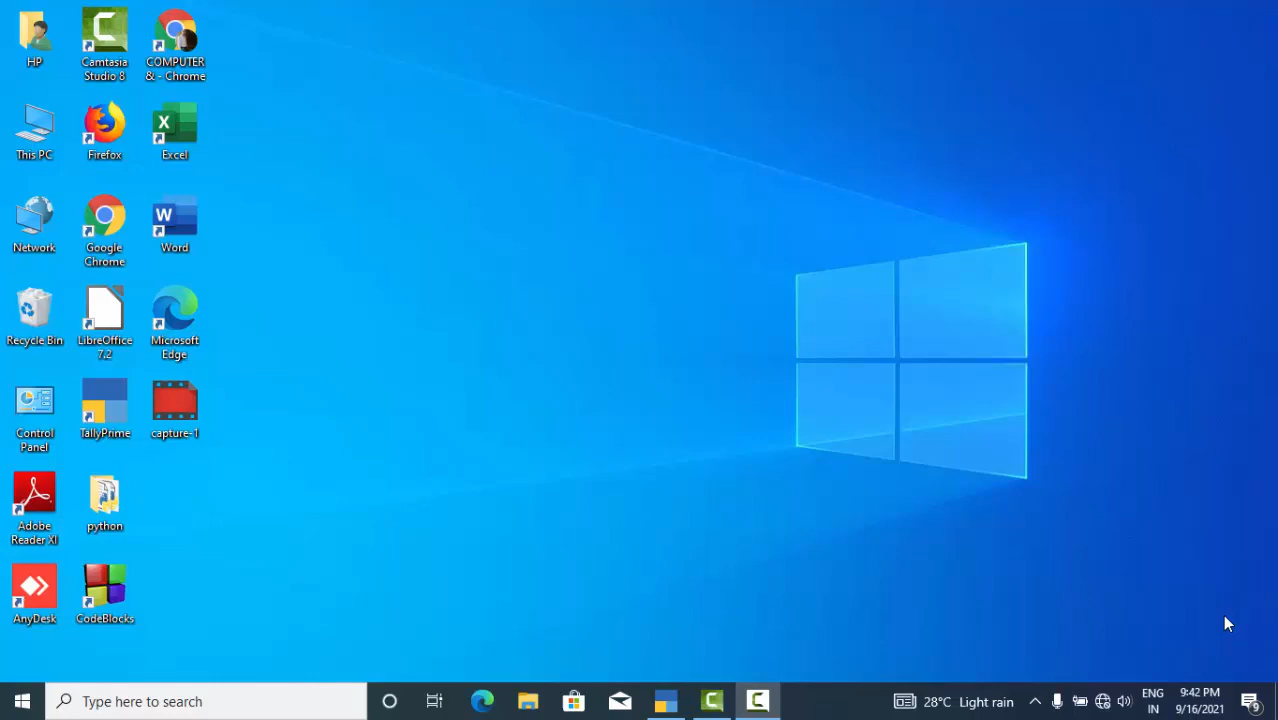 HP
Camtasia
Studio 8
COMPUTER
& - Chrome
This PC
Firefox
Excel
Network
Google
Chrome
Word
Recycle Bin
LibreOffice
7.2
Microsoft
Edge
Control
Panel
TallyPrime
capture-1
Adobe
Reader XI
python
AnyDesk
CodeBlocks
Type here to search
28°C Light rain
ENG
IN
9:42 PM
9/16/2021
9